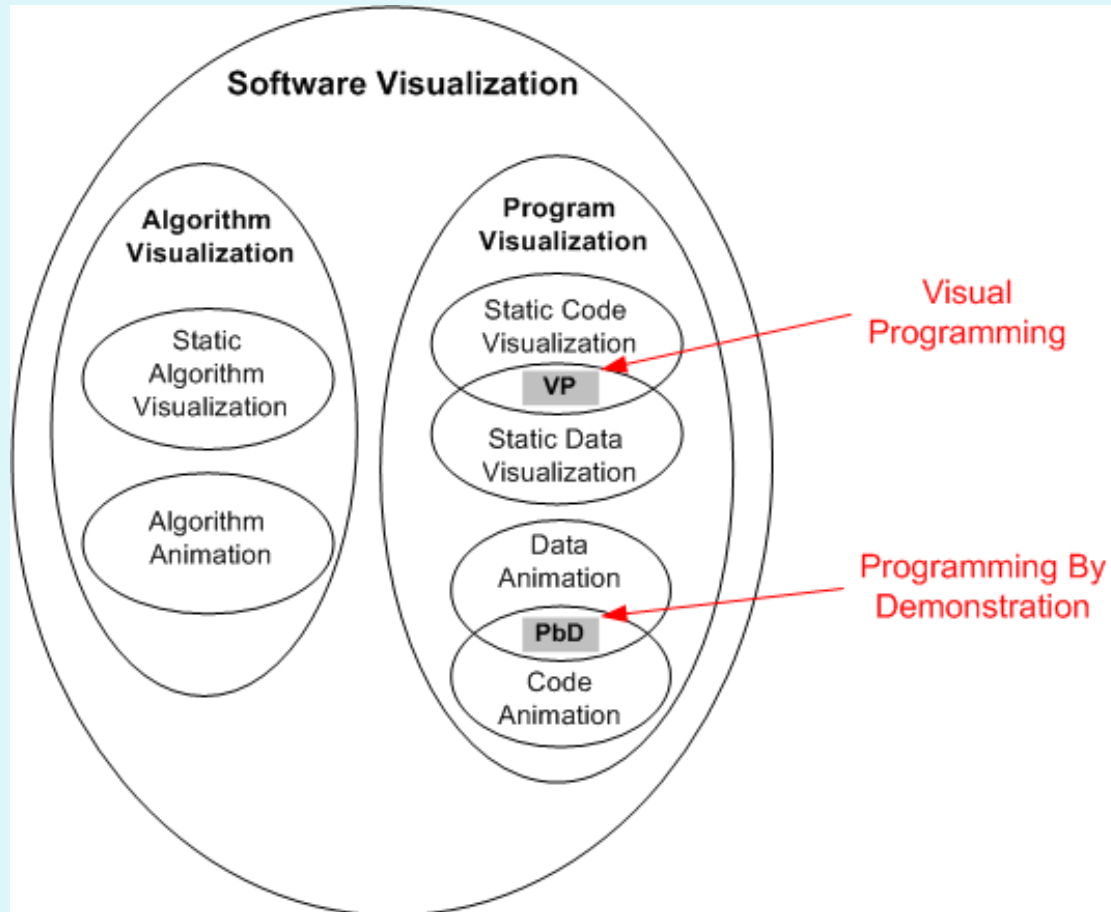 Software Visualization
Algorithm
Visualization
Static
Algorithm
Visualization
Algorithm
Animation
Program
Visualization
Static Code
Visualization
VP
Static Data
Visualization
Data
Animation
PbD
Code
Animation
Visual
Programming
Programming By
Demonstration